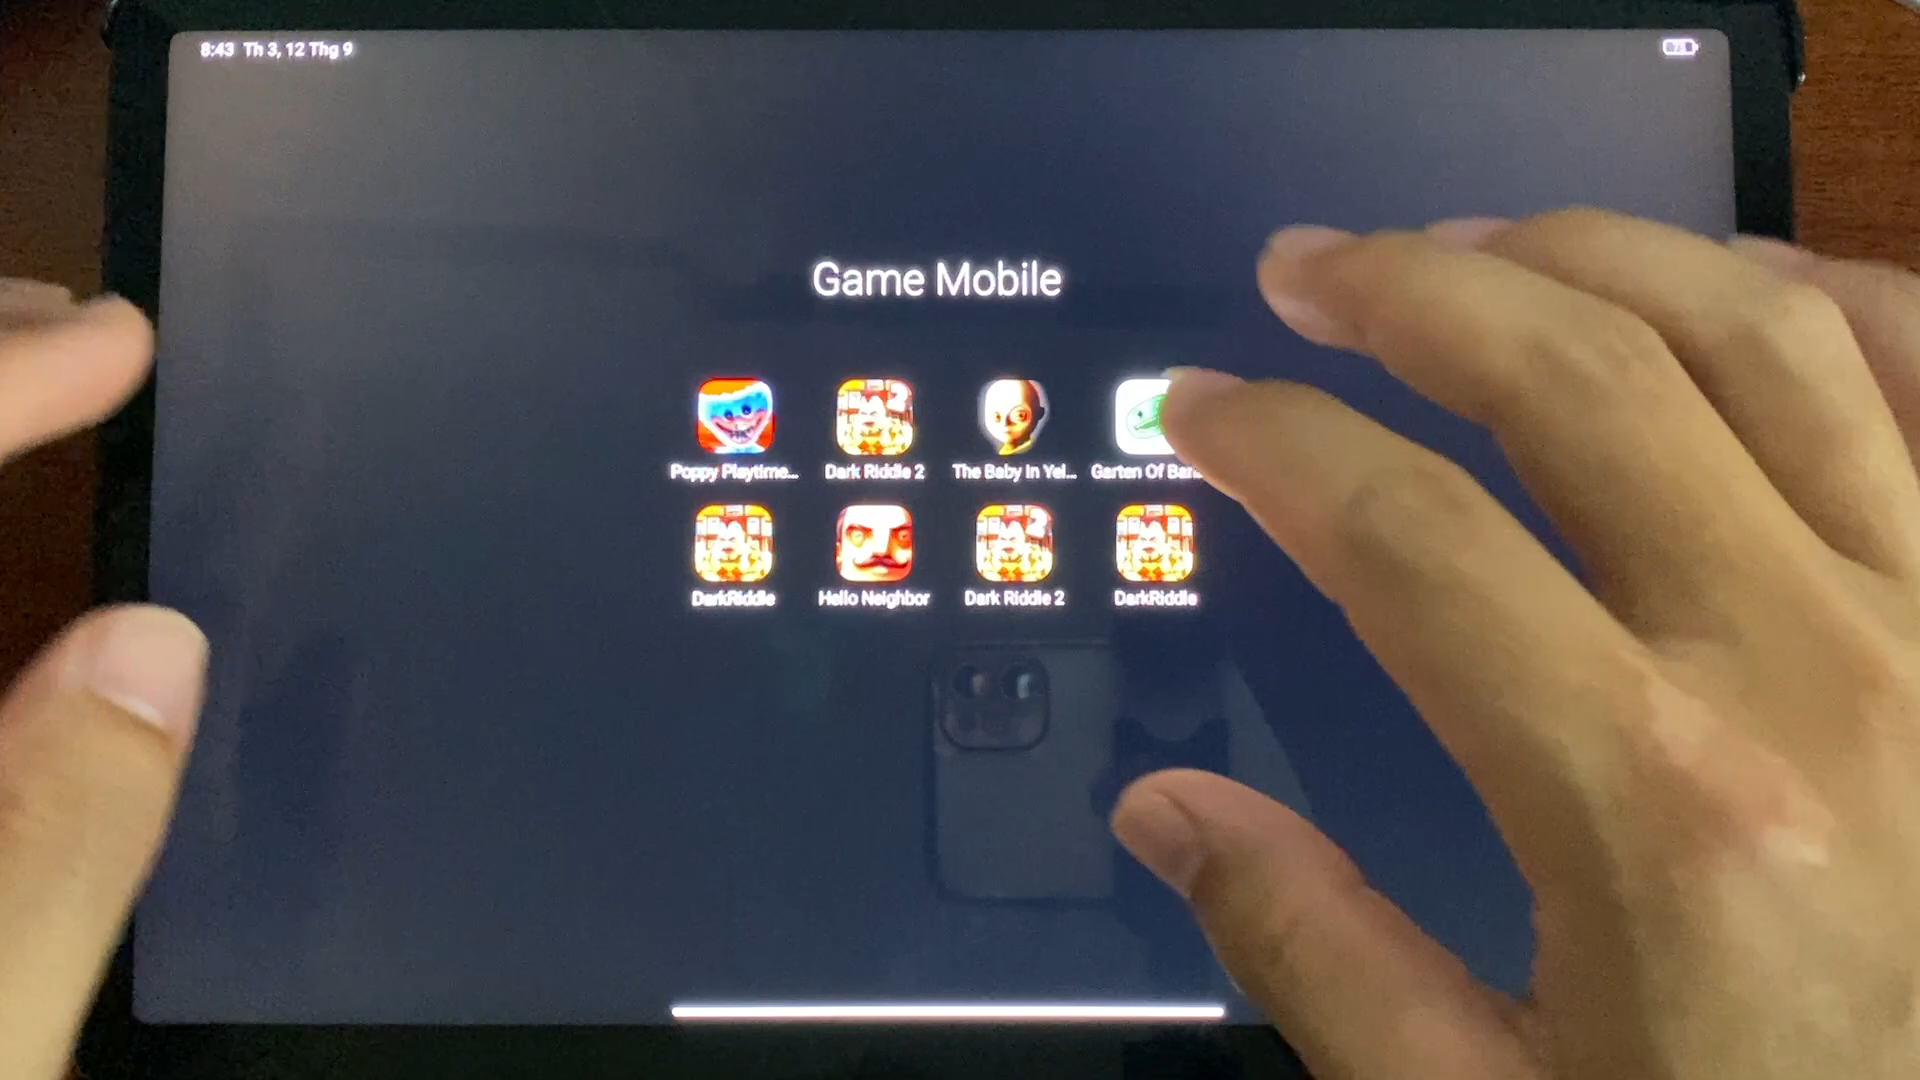 8:43 Th 3, 12 Thg 9
Game Mobile
Poppy Playtime...
Dark Riddle 2
The Baby In Yel...
Garten Of
DarkRiddle
Hello Neighbor
Dark Riddle 2
DarkRiddle